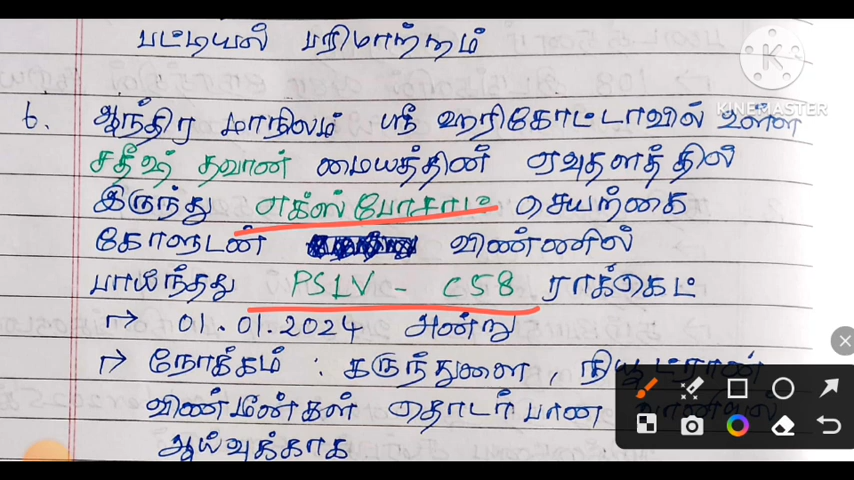 பட்டியல் பரிமாற்றம்
KINEMASTER
6. ஆந்திர மாநிலம் ஸ்ரீ ஹரிகோட்டாவில் உள்ள
சதீஷ் தவான் மையத்தின் ஏவுதளத்தில்
இருந்து எக்ஸ்போசாட் செயற்கை
கோளுடன் விண்ணில்
பாய்ந்தது PSLV - C58 ராக்கெட்
→ 01.01.2024 அன்று
→ நோக்கம் : கருந்துளை, நியூட்ரான்
விண்மீன்கள் தொடர்பான
ஆய்வுக்காக